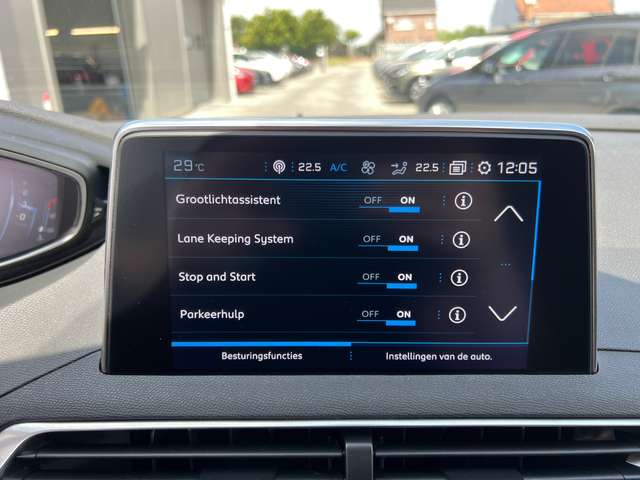 29°C 22.5 A/C 22.5 12:05
Grootlichtassistent OFF ON
Lane Keeping System OFF ON
Stop and Start OFF ON
Parkeerhulp OFF ON
Besturingsfuncties Instellingen van de auto.